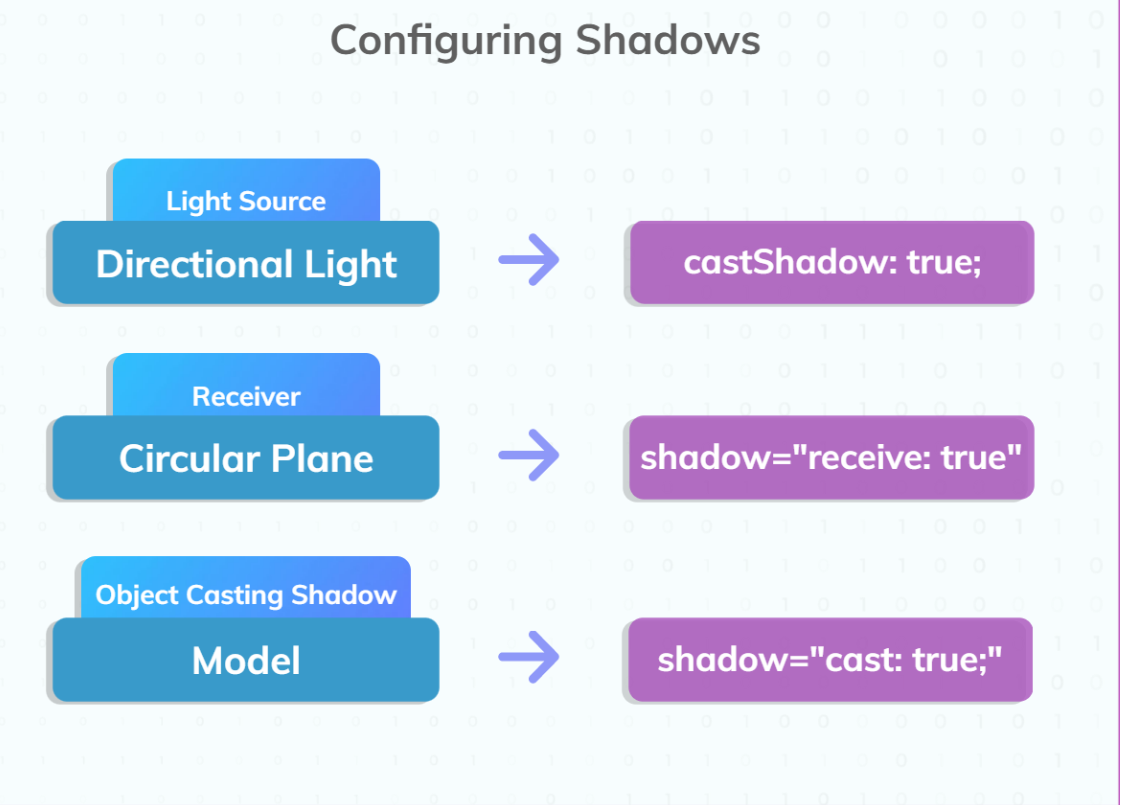 Configuring Shadows
Light Source
Directional Light
castShadow: true;
Receiver
Circular Plane
shadow="receive: true"
Object Casting Shadow
Model
shadow="cast: true;"